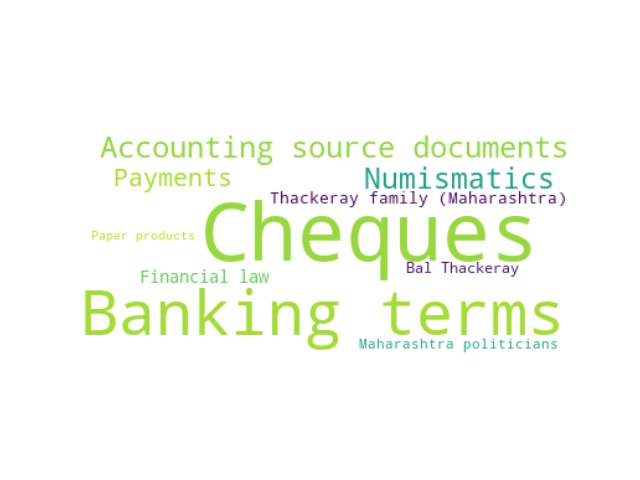 Accounting source documents
Payments
Numismatics
Thackeray family (Maharashtra)
Cheques
Paper products
Bal Thackeray
Financial law
Banking terms
Maharashtra politicians